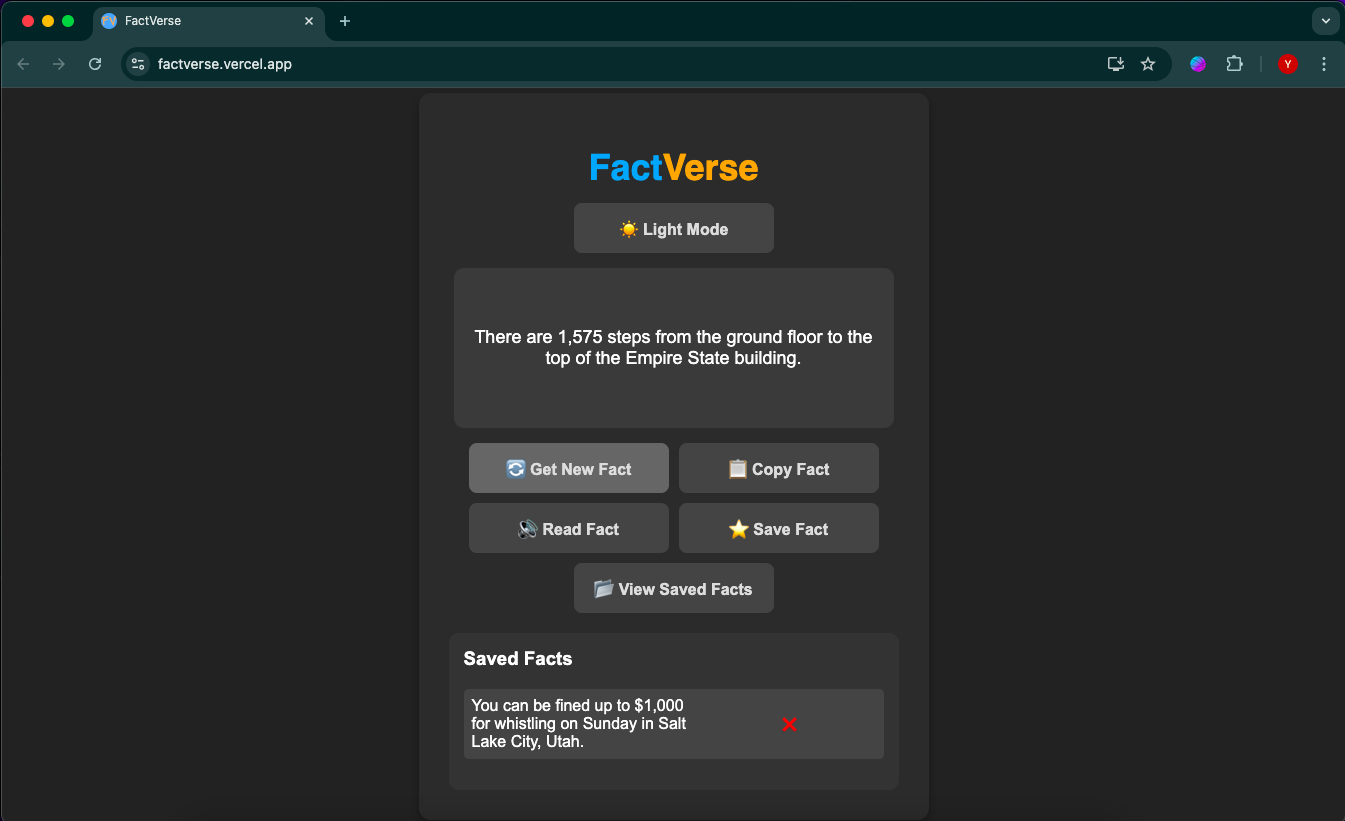 FactVerse
factverse.vercel.app
Y
FactVerse
Light Mode
There are 1,575 steps from the ground floor to the
top of the Empire State building.
Get New Fact
Copy Fact
Read Fact
Save Fact
View Saved Facts
Saved Facts
You can be fined up to $1,000
for whistling on Sunday in Salt
Lake City, Utah.